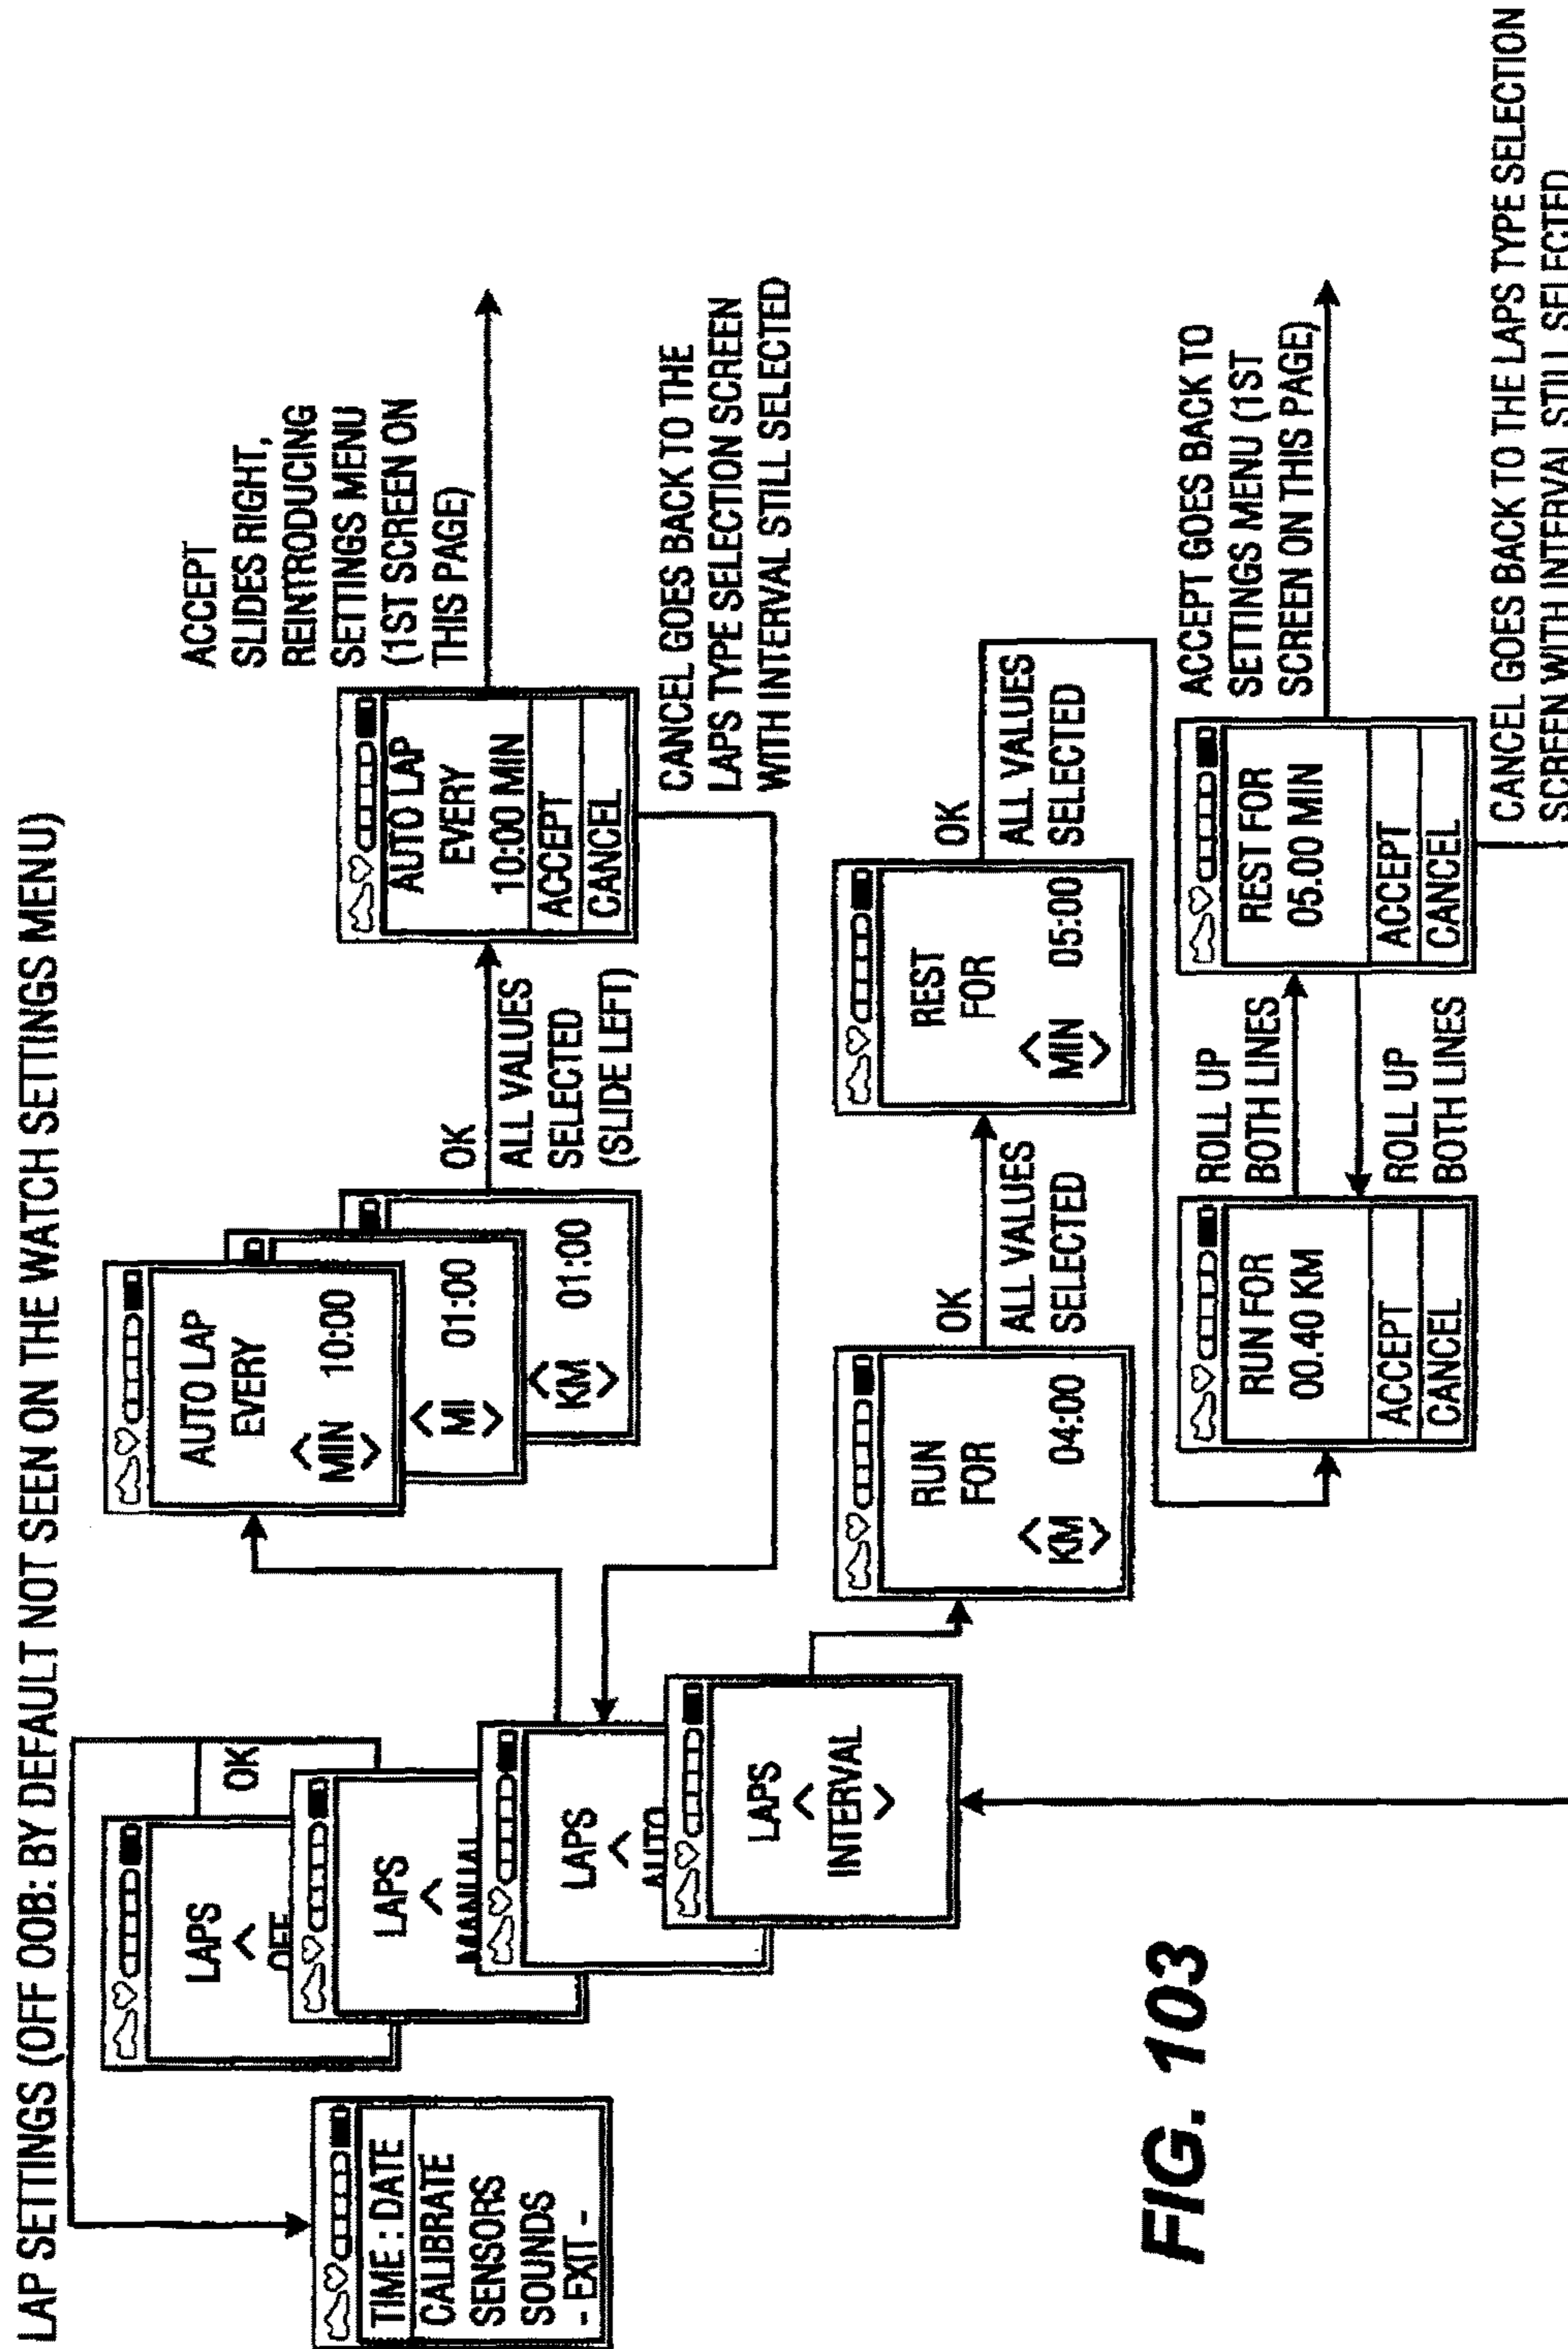 LAP SETTINGS (OFF OOB: BY DEFAULT NOT SEEN ON THE WATCH SETTINGS MENU)
TIME : DATE
CALIBRATE
SENSORS
SOUNDS
- EXIT -
LAPS
OFF
OK
LAPS
MANUAL
LAPS
AUTO
LAPS
INTERVAL
AUTO LAP
EVERY
MIN 10:00
MI 01:00
KM 01:00
OK
ALL VALUES
SELECTED
(SLIDE LEFT)
AUTO LAP
EVERY
10:00 MIN
ACCEPT
CANCEL
ACCEPT
SLIDES RIGHT,
REINTRODUCING
SETTINGS MENU
(1ST SCREEN ON
THIS PAGE)
CANCEL GOES BACK TO THE
LAPS TYPE SELECTION SCREEN
WITH INTERVAL STILL SELECTED
RUN
FOR
KM 04:00
OK
ALL VALUES
SELECTED
REST
FOR
MIN 05:00
OK
ALL VALUES
SELECTED
RUN FOR
00.40 KM
ACCEPT
CANCEL
ROLL UP
BOTH LINES
ROLL UP
BOTH LINES
REST FOR
05.00 MIN
ACCEPT
CANCEL
ACCEPT GOES BACK TO
SETTINGS MENU (1ST
SCREEN ON THIS PAGE)
CANCEL GOES BACK TO THE LAPS TYPE SELECTION
SCREEN WITH INTERVAL STILL SELECTED
FIG. 103